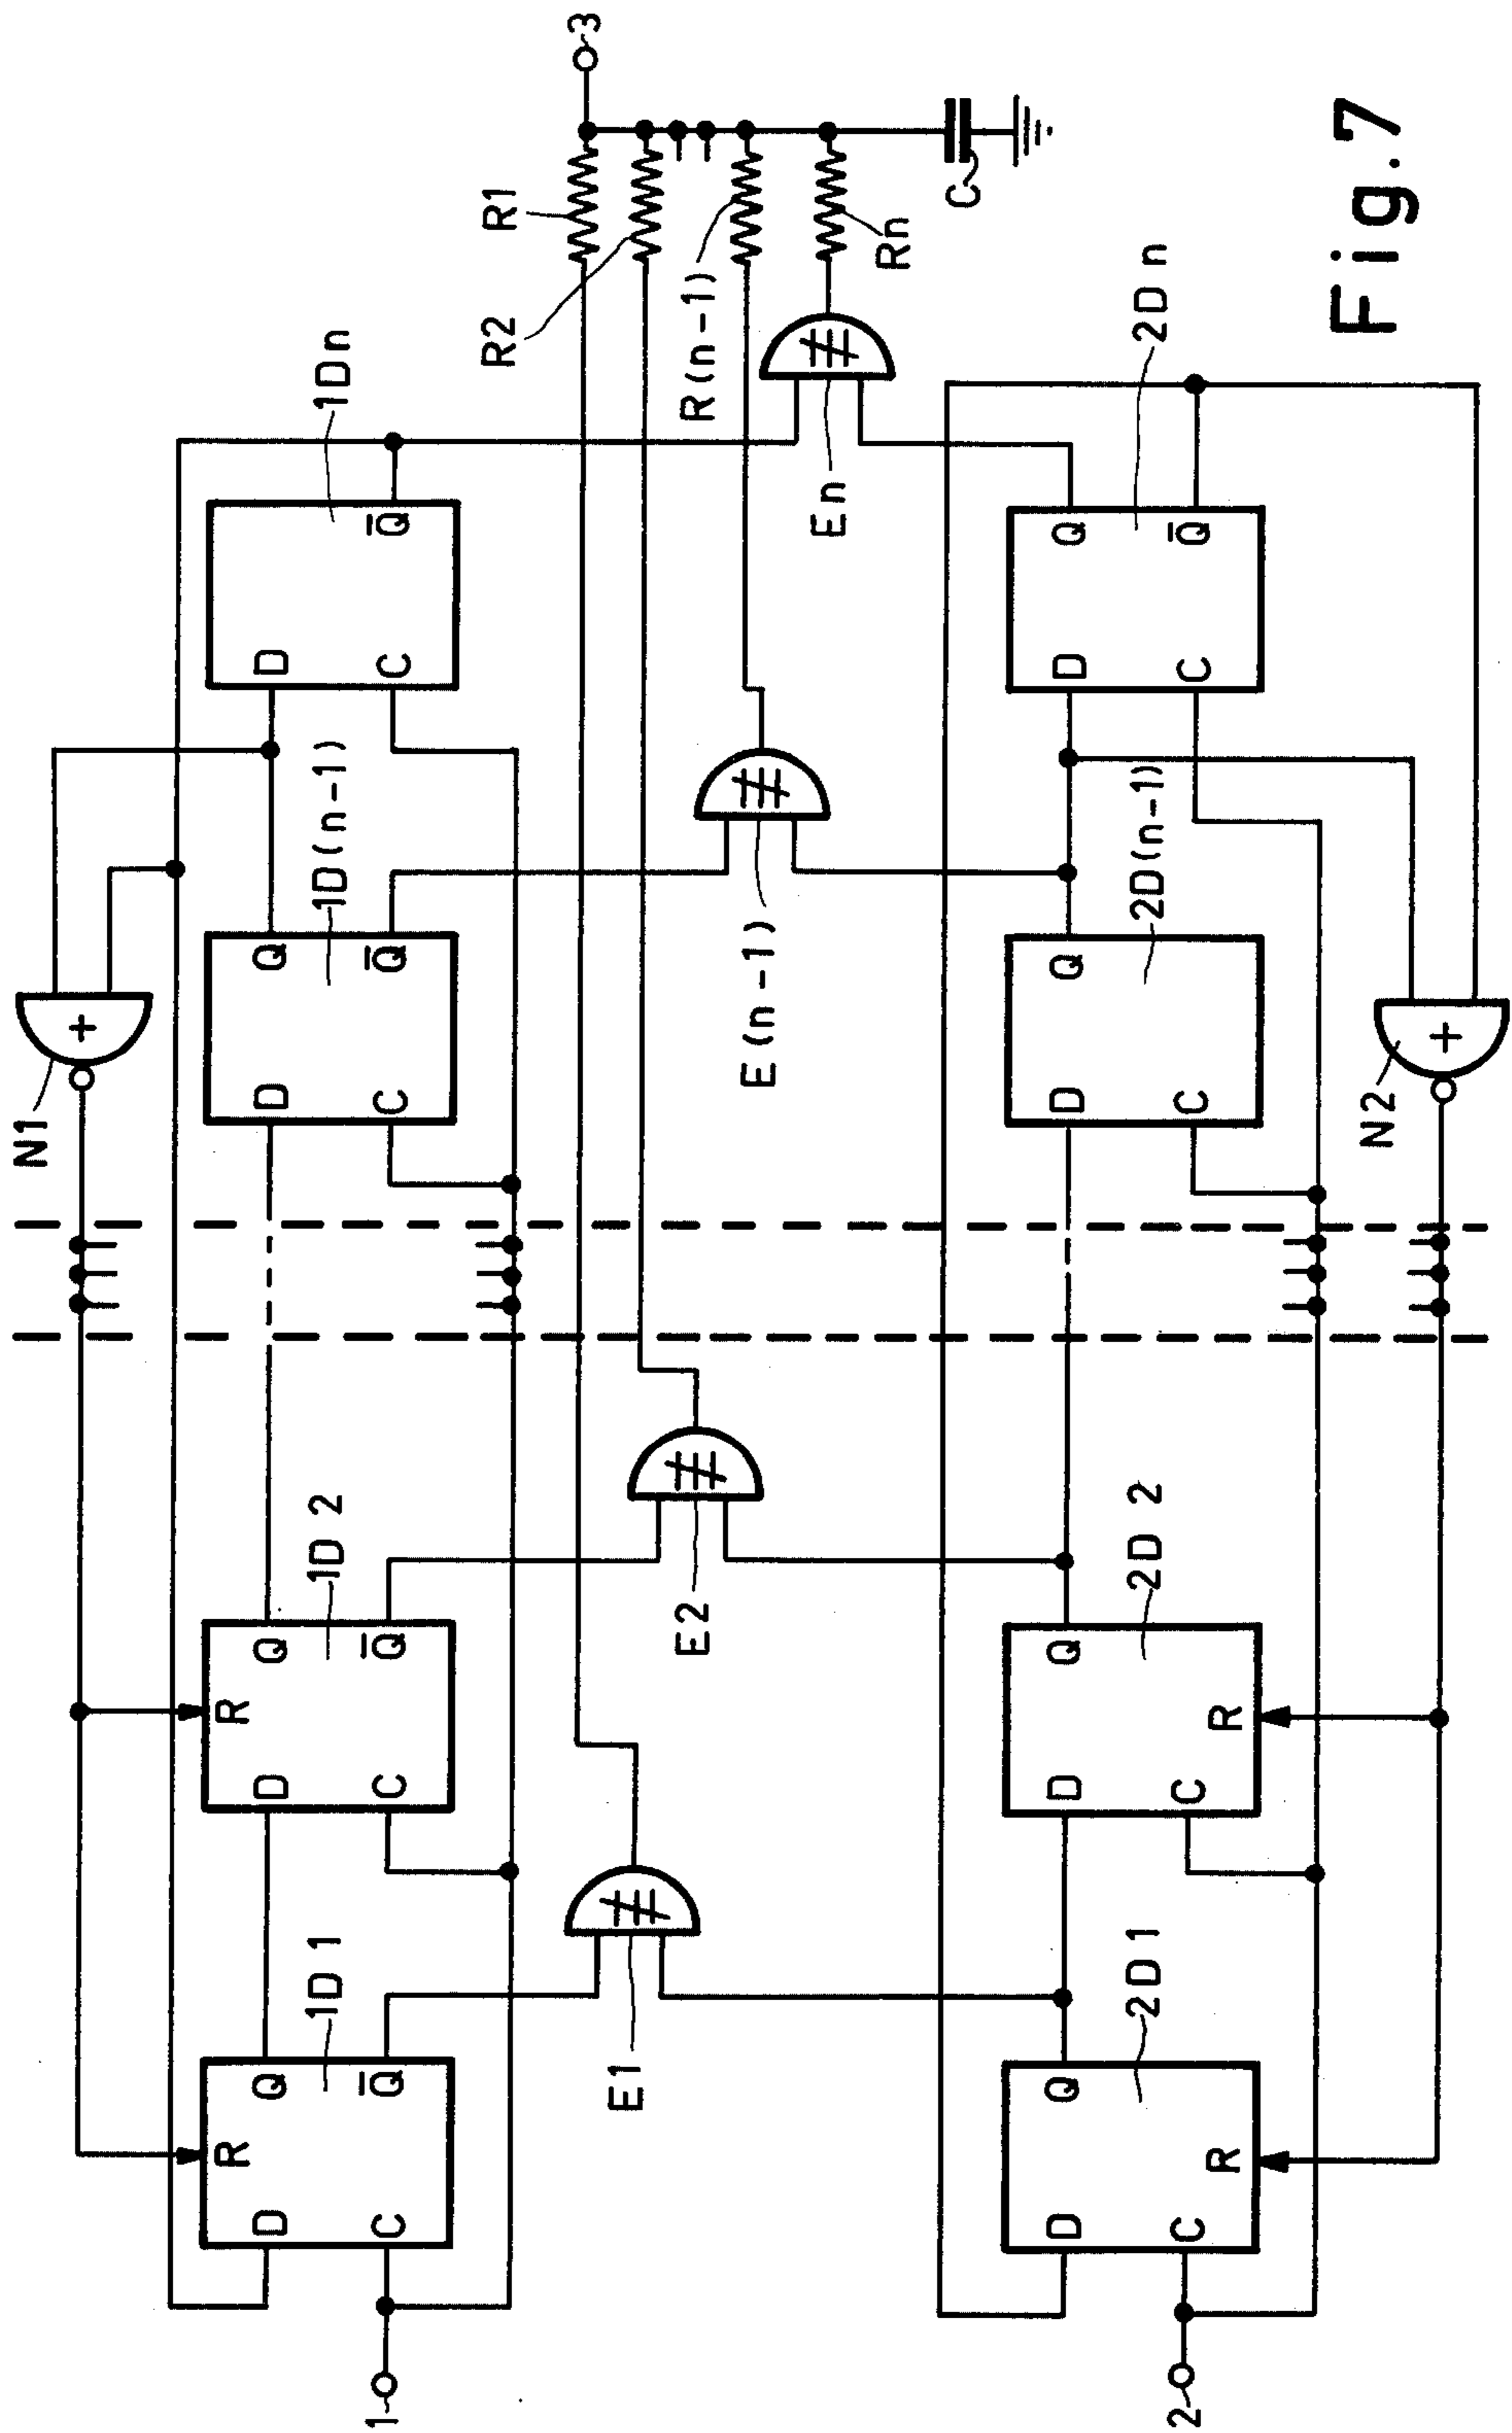 N1
1D1
1D2
1D(n-1)
1Dn
R
R
D
Q
D
Q
D
Q
D
C
Q̅
C
Q̅
C
Q̅
C
Q̅
+
1
3
R1
R2
R(n-1)
Rn
C
E1
E2
E(n-1)
En
2D1
2D2
2D(n-1)
2Dn
D
Q
D
Q
D
Q
D
Q
C
R
C
R
C
C
Q̅
2
N2
+
Fig.7